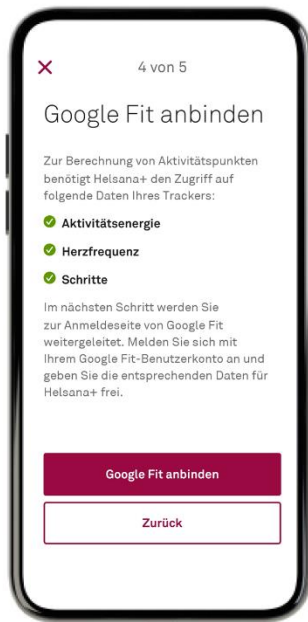 4 von 5
Google Fit anbinden
Zur Berechnung von Aktivitätspunkten
benötigt Helsana+ den Zugriff auf
folgende Daten Ihres Trackers:
Aktivitätsenergie
Herzfrequenz
Schritte
Im nächsten Schritt werden Sie
zur Anmeldeseite von Google Fit
weitergeleitet. Melden Sie sich mit
Ihrem Google Fit-Benutzerkonto an und
geben Sie die entsprechenden Daten für
Helsana+ frei.
Google Fit anbinden
Zurück